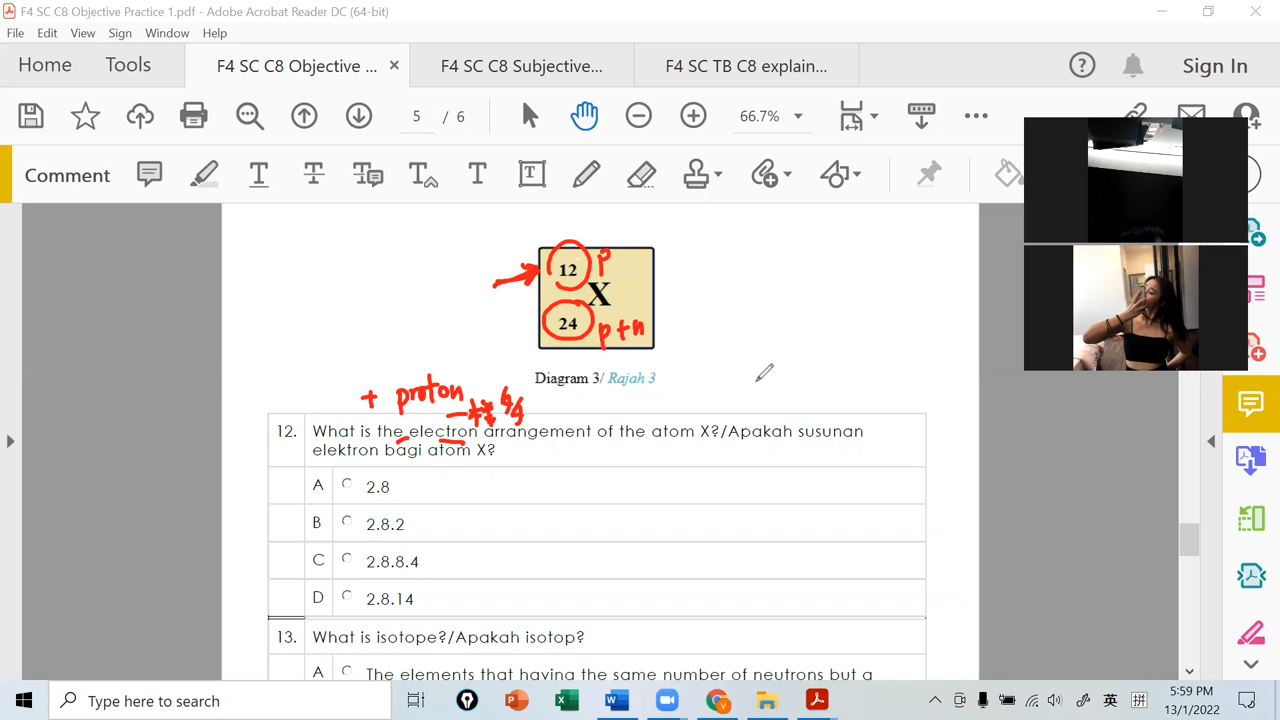 F4 SC C8 Objective Practice 1.pdf - Adobe Acrobat Reader DC (64-bit)
File Edit View Sign Window Help
Home Tools F4 SC C8 Objective ... × F4 SC C8 Subjective... F4 SC TB C8 explain... Sign In
5 / 6 66.7%
Comment
12 p
X
24 p+n
Diagram 3/ Rajah 3
+ proton
12. What is the electron arrangement of the atom X?/Apakah susunan
elektron bagi atom X?
A 2.8
B 2.8.2
C 2.8.8.4
D 2.8.14
13. What is isotope?/Apakah isotop?
A The elements that having the same number of neutrons but a
Type here to search
英
拼
5:59 PM
13/1/2022